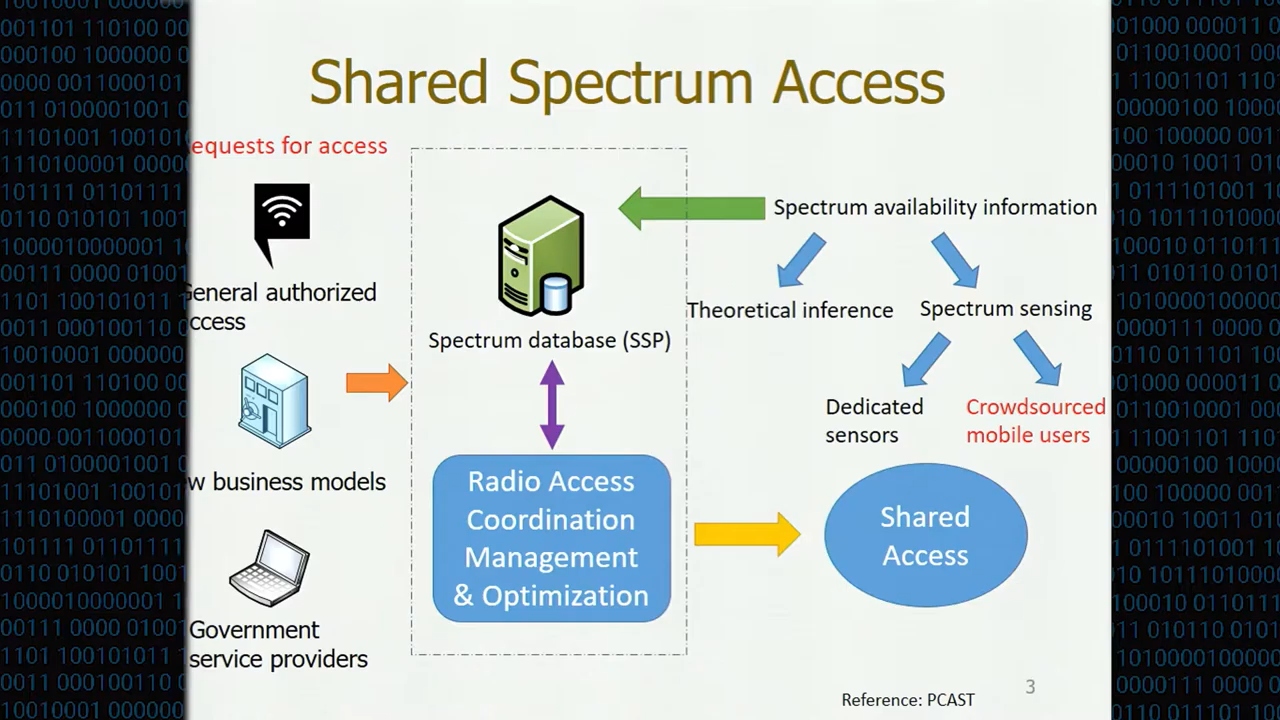 Shared Spectrum Access
equests for access
General authorized
ccess
w business models
Government
service providers
Spectrum database (SSP)
Radio Access
Coordination
Management
& Optimization
Spectrum availability information
Theoretical inference
Spectrum sensing
Dedicated
sensors
Crowdsourced
mobile users
Shared
Access
Reference: PCAST
3